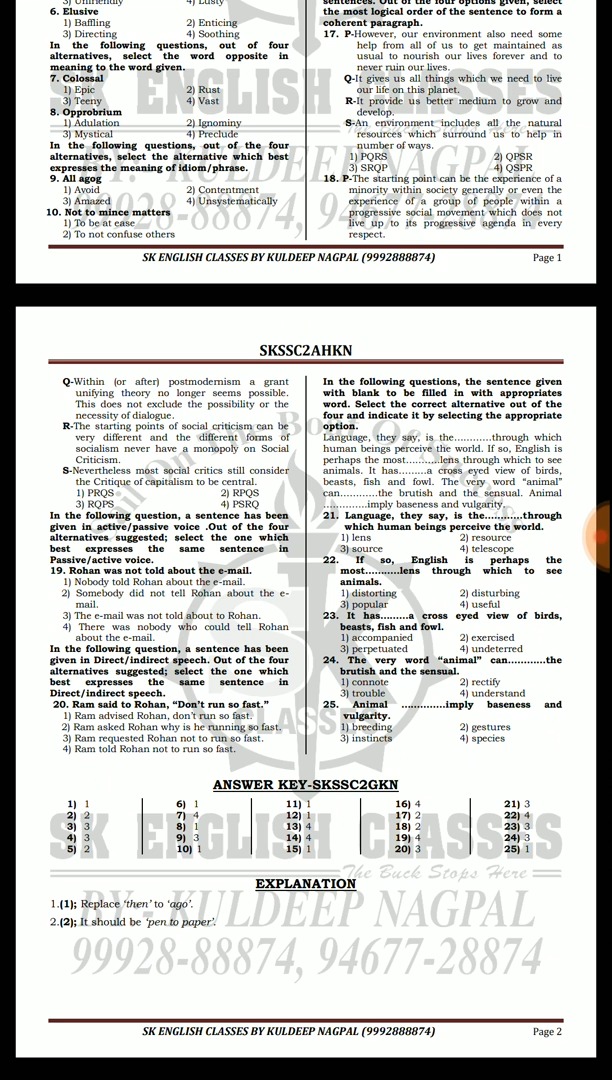 3) Unfriendly 4) Lusty
6. Elusive
1) Baffling 2) Enticing
3) Directing 4) Soothing
In the following questions, out of four
alternatives, select the word opposite in
meaning to the word given.
7. Colossal
1) Epic 2) Rust
3) Teeny 4) Vast
8. Opprobrium
1) Adulation 2) Ignominy
3) Mystical 4) Preclude
In the following questions, out of the four
alternatives, select the alternative which best
expresses the meaning of idiom/phrase.
9. All agog
1) Avoid 2) Contentment
3) Amazed 4) Unsystematically
10. Not to mince matters
1) To be at ease
2) To not confuse others
sentences. Out of the four options given, select
the most logical order of the sentence to form a
coherent paragraph.
17. P-However, our environment also need some
help from all of us to get maintained as
usual to nourish our lives forever and to
never ruin our lives.
Q-It gives us all things which we need to live
our life on this planet.
R-It provide us better medium to grow and
develop.
S-An environment includes all the natural
resources which surround us to help in
number of ways.
1) PQRS 2) QPSR
3) SRQP 4) QSPR
18. P-The starting point can be the experience of a
minority within society generally or even the
experience of a group of people within a
progressive social movement which does not
live up to its progressive agenda in every
respect.
SK ENGLISH CLASSES BY KULDEEP NAGPAL (9992888874) Page 1
SKSSC2AHKN
Q-Within (or after) postmodernism a grant
unifying theory no longer seems possible.
This does not exclude the possibility or the
necessity of dialogue.
R-The starting points of social criticism can be
very different and the different forms of
socialism never have a monopoly on Social
Criticism.
S-Nevertheless most social critics still consider
the Critique of capitalism to be central.
1) PRQS 2) RPQS
3) RQPS 4) PSRQ
In the following question, a sentence has been
given in active/passive voice .Out of the four
alternatives suggested; select the one which
best expresses the same sentence in
Passive/active voice.
19. Rohan was not told about the e-mail.
1) Nobody told Rohan about the e-mail.
2) Somebody did not tell Rohan about the e-
mail.
3) The e-mail was not told about to Rohan.
4) There was nobody who could tell Rohan
about the e-mail.
In the following question, a sentence has been
given in Direct/indirect speech. Out of the four
alternatives suggested; select the one which
best expresses the same sentence in
Direct/indirect speech.
20. Ram said to Rohan, “Don’t run so fast.”
1) Ram advised Rohan, don’t run so fast.
2) Ram asked Rohan why is he running so fast.
3) Ram requested Rohan not to run so fast.
4) Ram told Rohan not to run so fast.
In the following questions, the sentence given
with blank to be filled in with appropriates
word. Select the correct alternative out of the
four and indicate it by selecting the appropriate
option.
Language, they say, is the............through which
human beings perceive the world. If so, English is
perhaps the most...........lens through which to see
animals. It has.........a cross eyed view of birds,
beasts, fish and fowl. The very word “animal”
can............the brutish and the sensual. Animal
..............imply baseness and vulgarity.
21. Language, they say, is the............through
which human beings perceive the world.
1) lens 2) resource
3) source 4) telescope
22. If so, English is perhaps the
most...........lens through which to see
animals.
1) distorting 2) disturbing
3) popular 4) useful
23. It has.........a cross eyed view of birds,
beasts, fish and fowl.
1) accompanied 2) exercised
3) perpetuated 4) undeterred
24. The very word “animal” can............the
brutish and the sensual.
1) connote 2) rectify
3) trouble 4) understand
25. Animal ..............imply baseness and
vulgarity.
1) breeding 2) gestures
3) instincts 4) species
ANSWER KEY-SKSSC2GKN
1) 1 6) 1 11) 1 16) 4 21) 3
2) 2 7) 4 12) 1 17) 2 22) 4
3) 3 8) 1 13) 4 18) 2 23) 3
4) 3 9) 3 14) 4 19) 4 24) 3
5) 2 10) 1 15) 1 20) 3 25) 1
SK ENGLISH CLASSES
The Buck Stops Here
EXPLANATION
BY - KULDEEP NAGPAL
1.(1); Replace ‘then’ to ‘ago’.
2.(2); It should be ‘pen to paper’.
99928-88874, 94677-28874
SK ENGLISH CLASSES BY KULDEEP NAGPAL (9992888874) Page 2